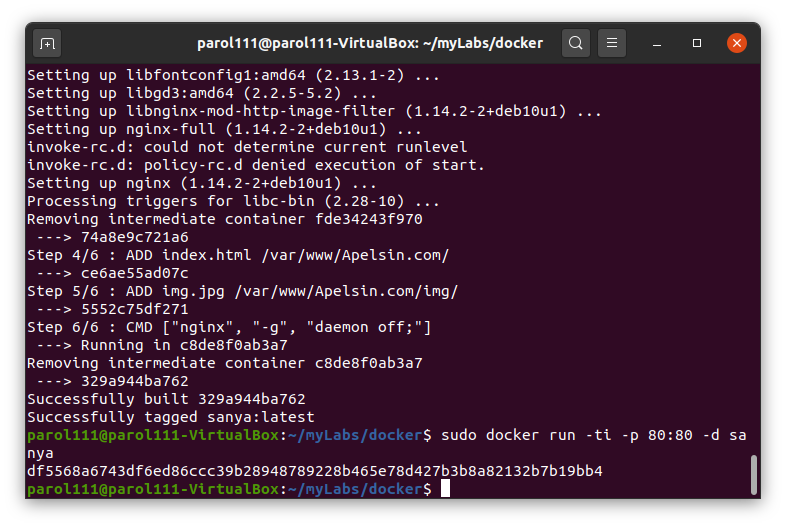 parol111@parol111-VirtualBox: ~/myLabs/docker
Setting up libfontconfig1:amd64 (2.13.1-2) ...
Setting up libgd3:amd64 (2.2.5-5.2) ...
Setting up libnginx-mod-http-image-filter (1.14.2-2+deb10u1) ...
Setting up nginx-full (1.14.2-2+deb10u1) ...
invoke-rc.d: could not determine current runlevel
invoke-rc.d: policy-rc.d denied execution of start.
Setting up nginx (1.14.2-2+deb10u1) ...
Processing triggers for libc-bin (2.28-10) ...
Removing intermediate container fde34243f970
 ---> 74a8e9c721a6
Step 4/6 : ADD index.html /var/www/Apelsin.com/
 ---> ce6ae55ad07c
Step 5/6 : ADD img.jpg /var/www/Apelsin.com/img/
 ---> 5552c75df271
Step 6/6 : CMD ["nginx", "-g", "daemon off;"]
 ---> Running in c8de8f0ab3a7
Removing intermediate container c8de8f0ab3a7
 ---> 329a944ba762
Successfully built 329a944ba762
Successfully tagged sanya:latest
parol111@parol111-VirtualBox:~/myLabs/docker$ sudo docker run -ti -p 80:80 -d sa
nya
df5568a6743df6ed86ccc39b28948789228b465e78d427b3b8a82132b7b19bb4
parol111@parol111-VirtualBox:~/myLabs/docker$